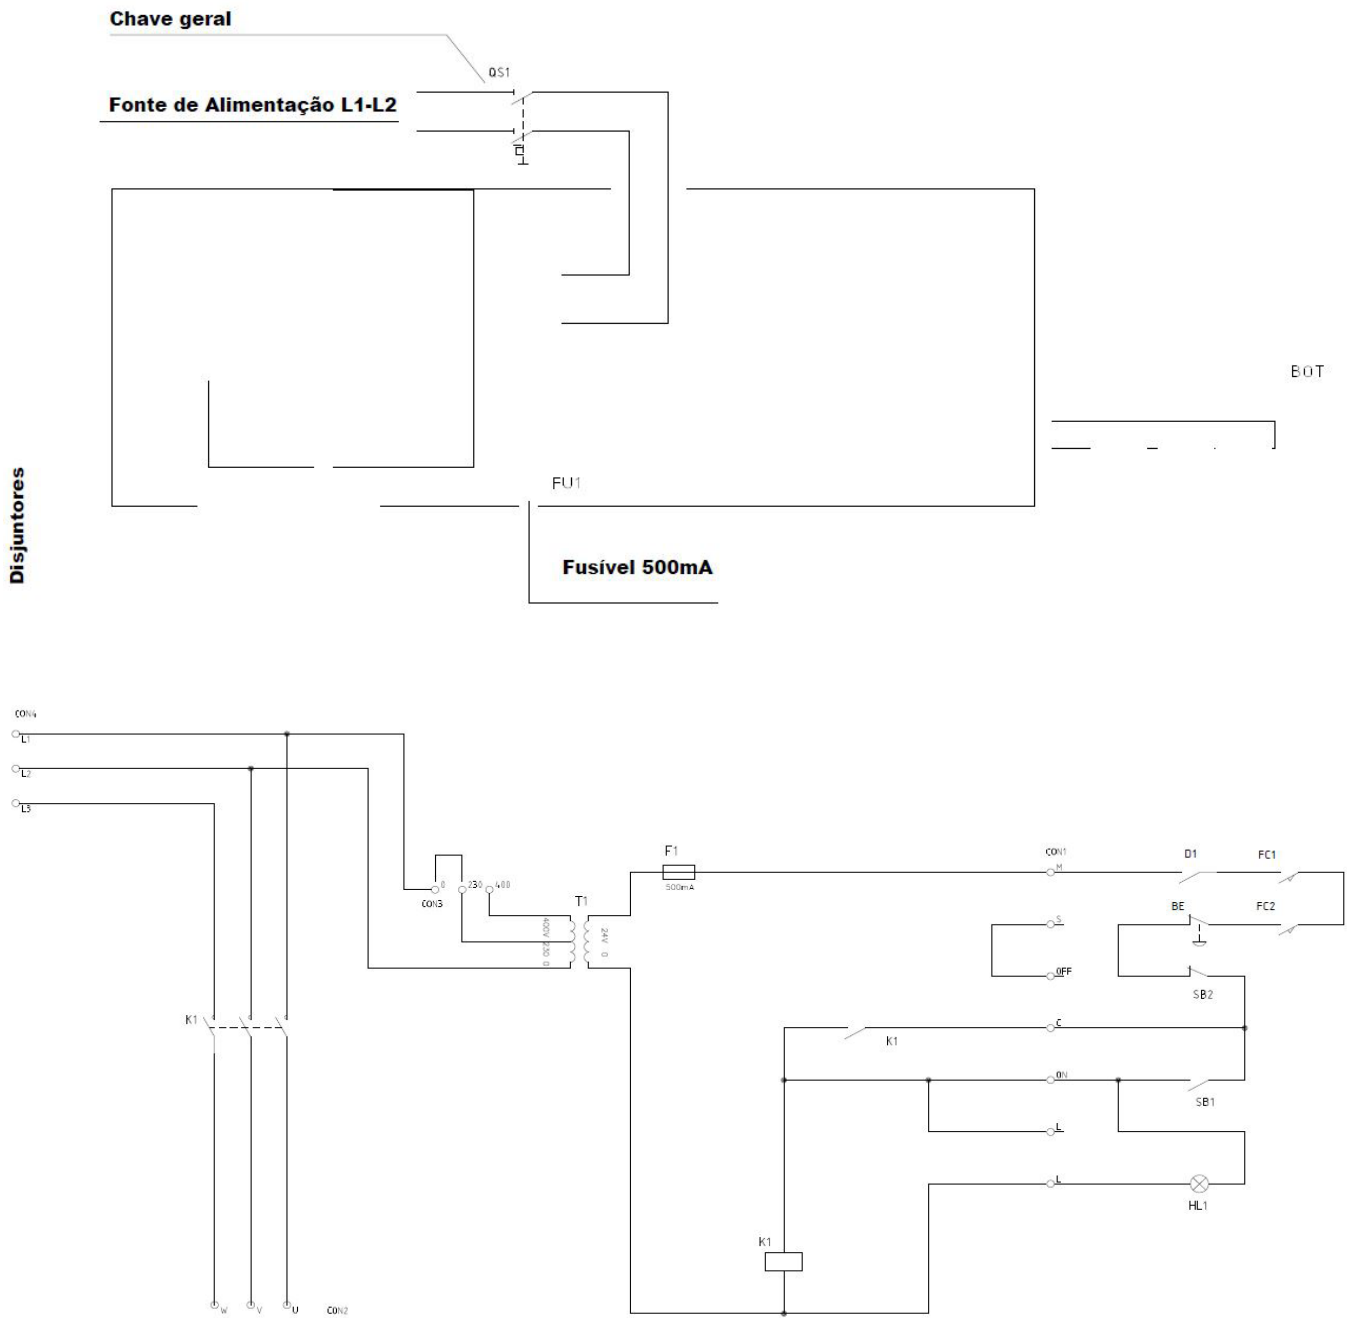 Chave geral
QS1
Fonte de Alimentação L1-L2
BOT
Disjuntores
FU1
Fusível 500mA
CON4
L1
L2
L3
F1
500mA
CON1
M
D1
FC1
0
230
400
CON3
T1
400V 230 0
24V 0
S
BE
FC2
OFF
SB2
K1
C
K1
ON
SB1
L
L
HL1
K1
W
V
U
CON2